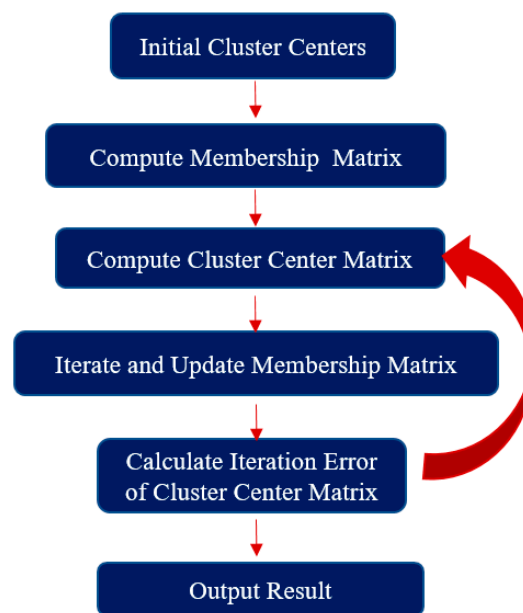 Initial Cluster Centers
Compute Membership Matrix
Compute Cluster Center Matrix
Iterate and Update Membership Matrix
Calculate Iteration Error
of Cluster Center Matrix
Output Result